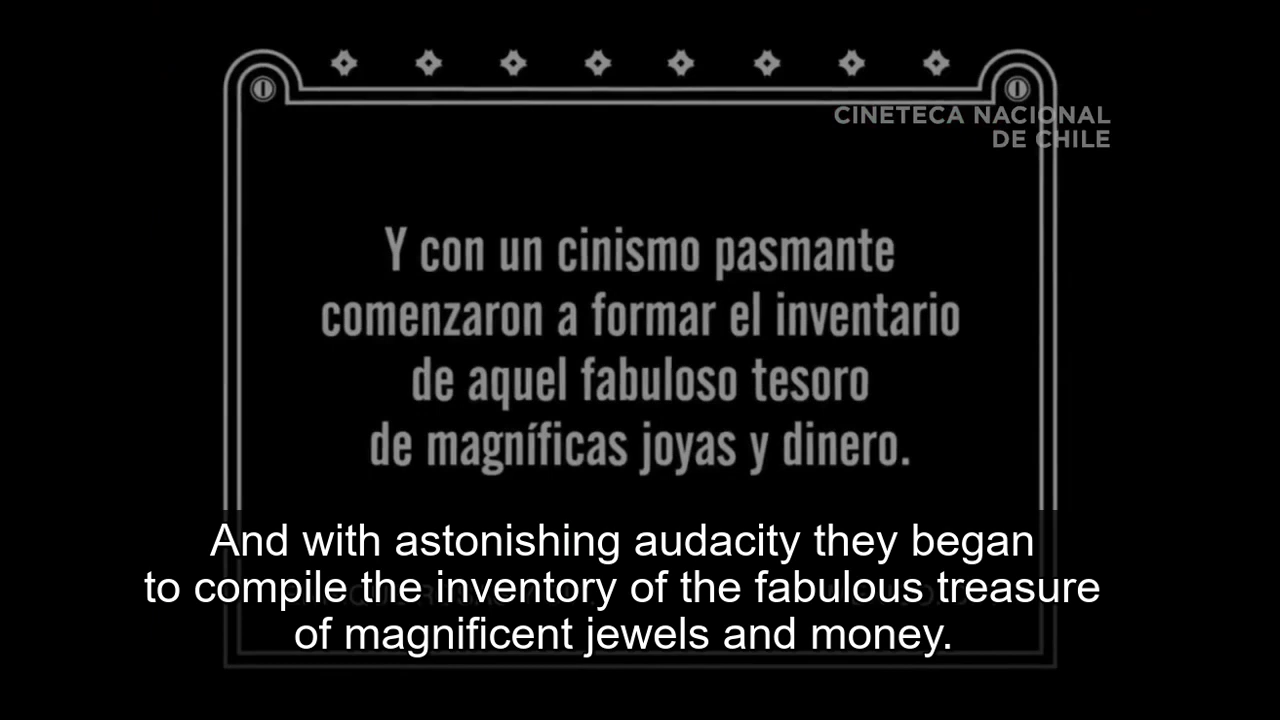 CINETECA NACIONAL
DE CHILE
Y con un cinismo pasmante
comenzaron a formar el inventario
de aquel fabuloso tesoro
de magníficas joyas y dinero.
And with astonishing audacity they began
to compile the inventory of the fabulous treasure
of magnificent jewels and money.